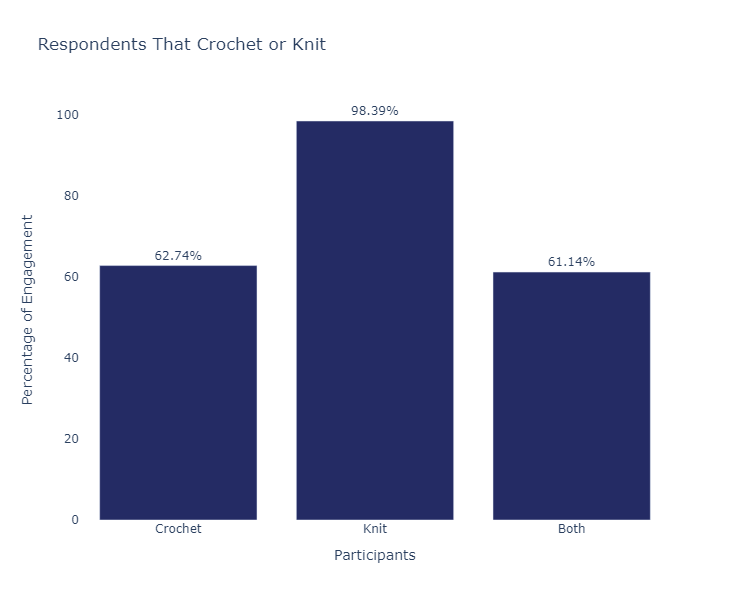 Respondents That Crochet or Knit
Percentage of Engagement
100
80
60
40
20
0
62.74%
98.39%
61.14%
Crochet
Knit
Both
Participants